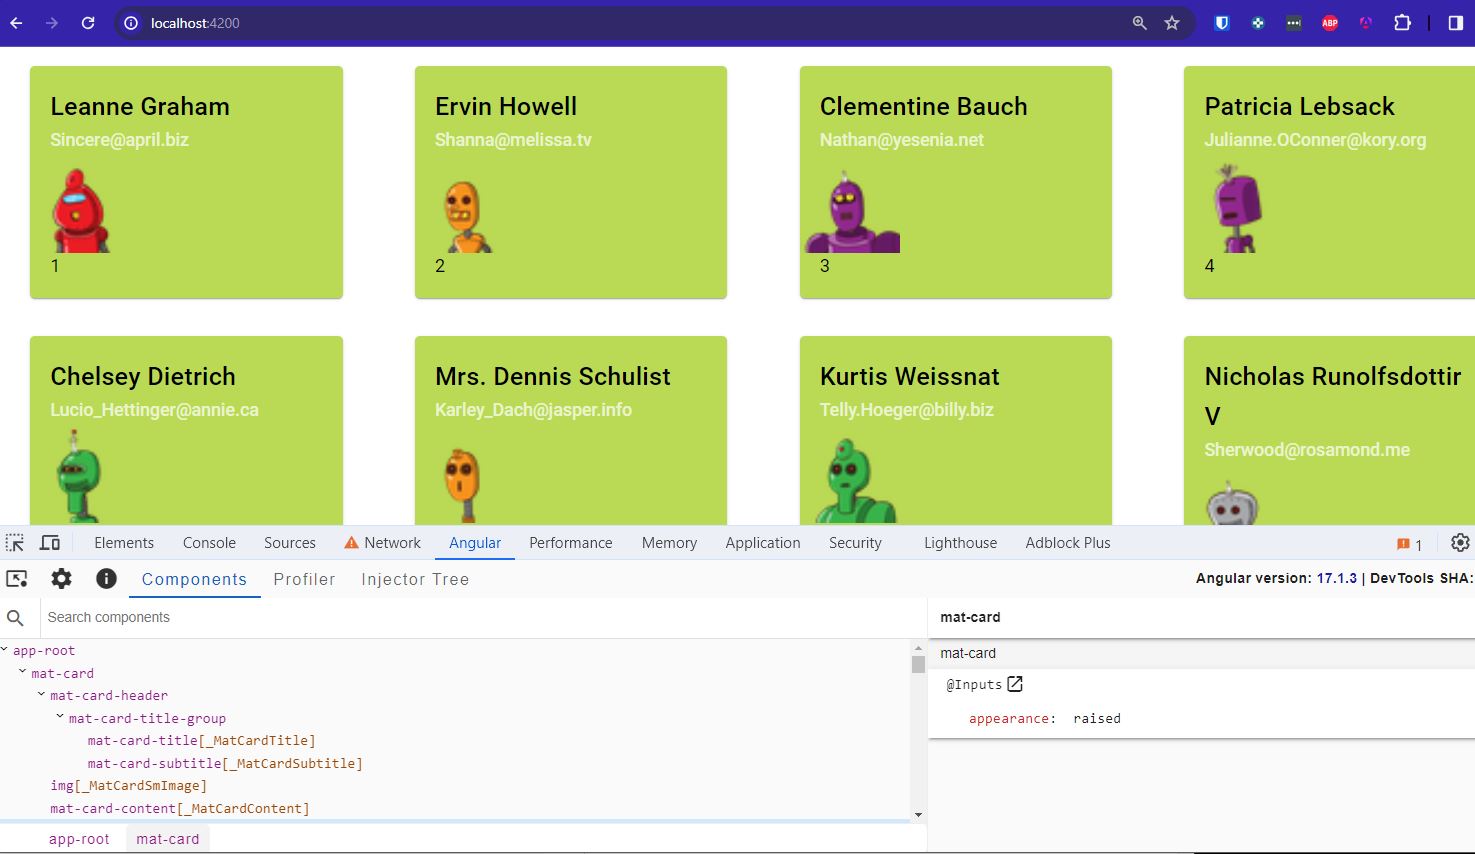 localhost:4200
ABP
Leanne Graham
Sincere@april.biz
1
Ervin Howell
Shanna@melissa.tv
2
Clementine Bauch
Nathan@yesenia.net
3
Patricia Lebsack
Julianne.OConner@kory.org
4
Chelsey Dietrich
Lucio_Hettinger@annie.ca
Mrs. Dennis Schulist
Karley_Dach@jasper.info
Kurtis Weissnat
Telly.Hoeger@billy.biz
Nicholas Runolfsdottir
V
Sherwood@rosamond.me
Elements Console Sources Network Angular Performance Memory Application Security Lighthouse Adblock Plus 1
Components Profiler Injector Tree Angular version: 17.1.3 | DevTools SHA:
Search components
app-root
mat-card
mat-card-header
mat-card-title-group
mat-card-title[_MatCardTitle]
mat-card-subtitle[_MatCardSubtitle]
img[_MatCardSmImage]
mat-card-content[_MatCardContent]
app-root mat-card
mat-card
mat-card
@Inputs
appearance: raised